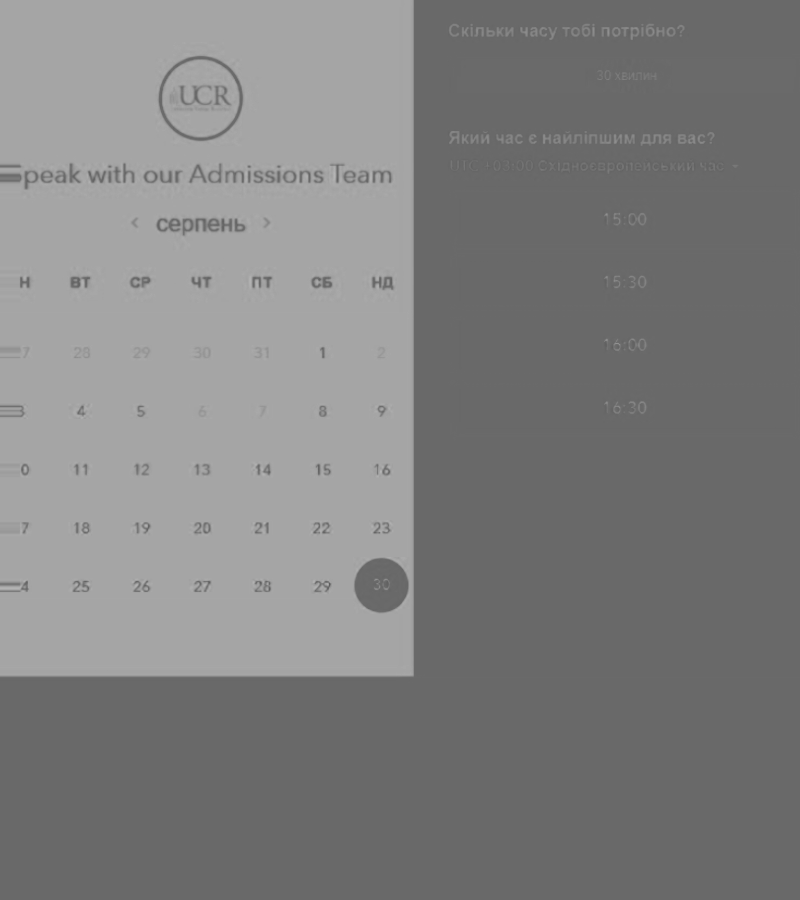 UCR
peak with our Admissions Team
‹ серпень ›
Н ВТ СР ЧТ ПТ СБ НД
7 28 29 30 31 1 2
3 4 5 6 7 8 9
0 11 12 13 14 15 16
7 18 19 20 21 22 23
4 25 26 27 28 29 30
Скільки часу тобі потрібно?
30 хвилин
Який час є найліпшим для вас?
UTC +03:00 Східноєвропейський час
15:00
15:30
16:00
16:30